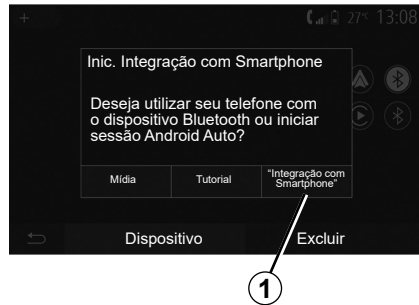 + 27°c 13:08
Inic. Integração com Smartphone
Deseja utilizar seu telefone com
o dispositivo Bluetooth ou iniciar
sessão Android Auto?
Mídia Tutorial "Integração com
Smartphone"
Dispositivo Excluir
1